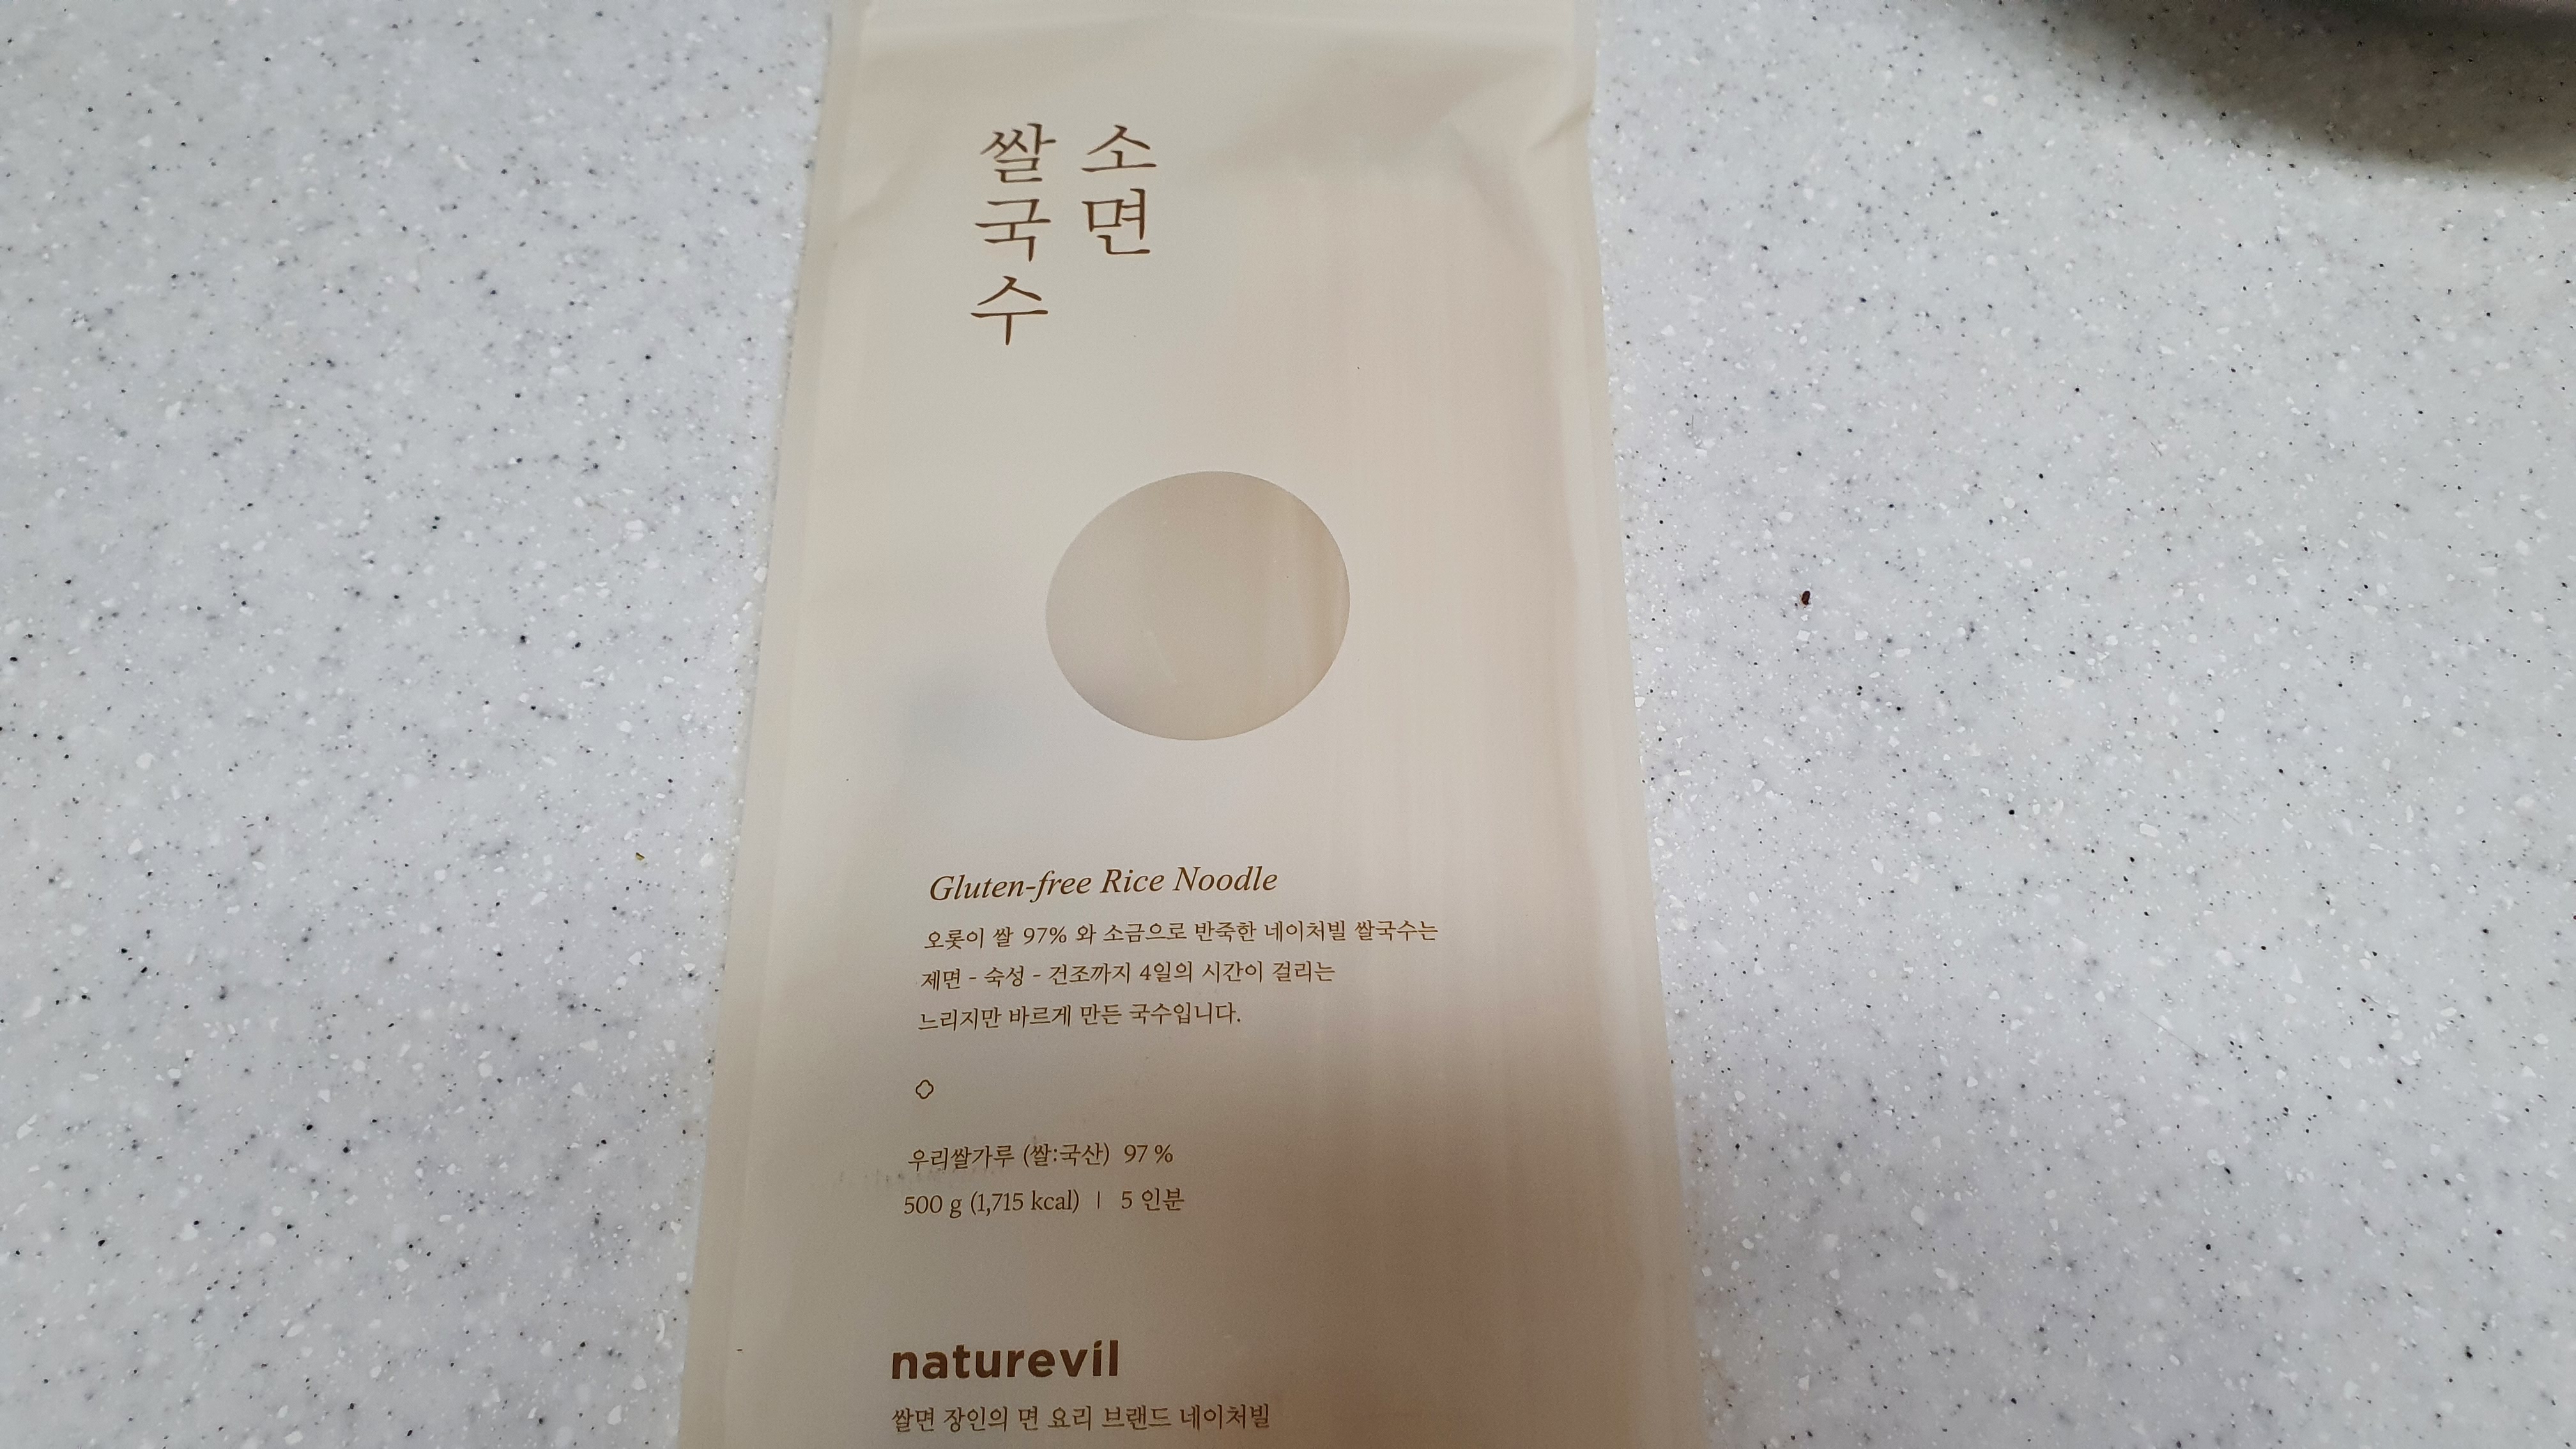 쌀국수
소면
Gluten-free Rice Noodle
오롯이 쌀 97% 와 소금으로 반죽한 네이처빌 쌀국수는
제면 - 숙성 - 건조까지 4일의 시간이 걸리는
느리지만 바르게 만든 국수입니다.
우리쌀가루 (쌀:국산) 97 %
500 g (1,715 kcal) | 5 인분
naturevil
쌀면 장인의 면 요리 브랜드 네이처빌